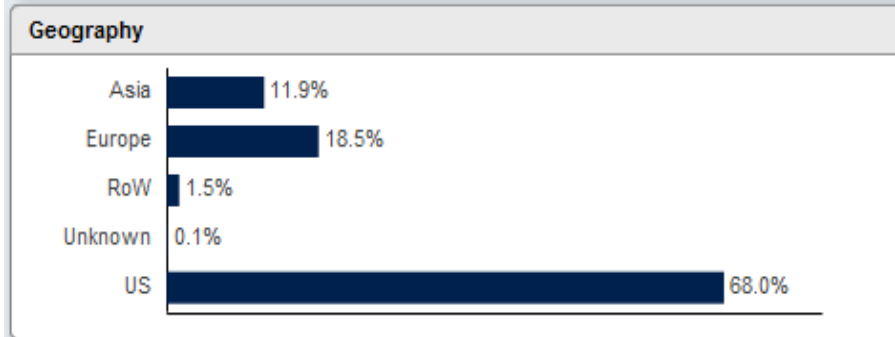 Geography
Asia 11.9%
Europe 18.5%
RoW 1.5%
Unknown 0.1%
US 68.0%